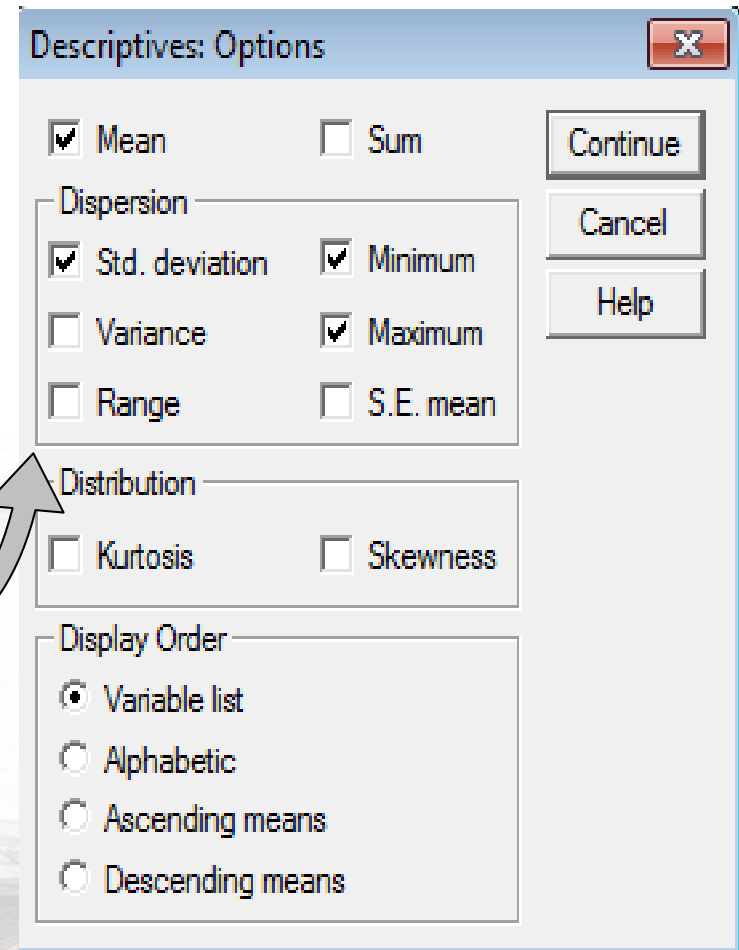 Descriptives: Options
Mean Sum Continue
Dispersion Cancel
Std. deviation Minimum
Help
Variance Maximum
Range S.E. mean
Distribution
Kurtosis Skewness
Display Order
Variable list
Alphabetic
Ascending means
Descending means